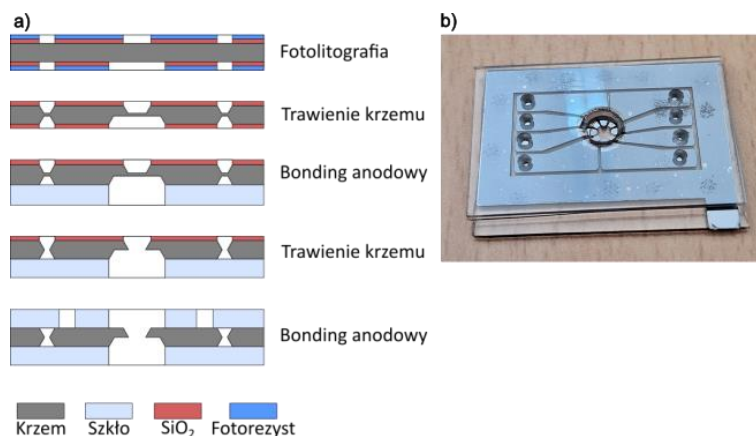 a)
Fotolitografia
Trawienie krzemu
Bonding anodowy
Trawienie krzemu
Bonding anodowy
Krzem Szkło SiO₂ Fotorezyst
b)